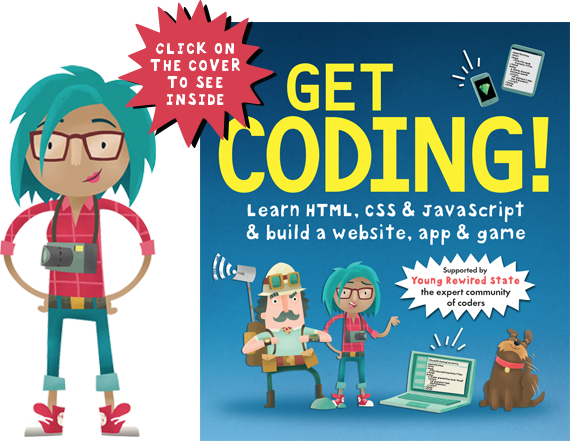 CLICK ON
THE COVER
TO SEE
INSIDE
GET
CODING!
Learn HTML, CSS & JavaScript
& build a website, app & game
Supported by
Young Rewired State
the expert community
of coders